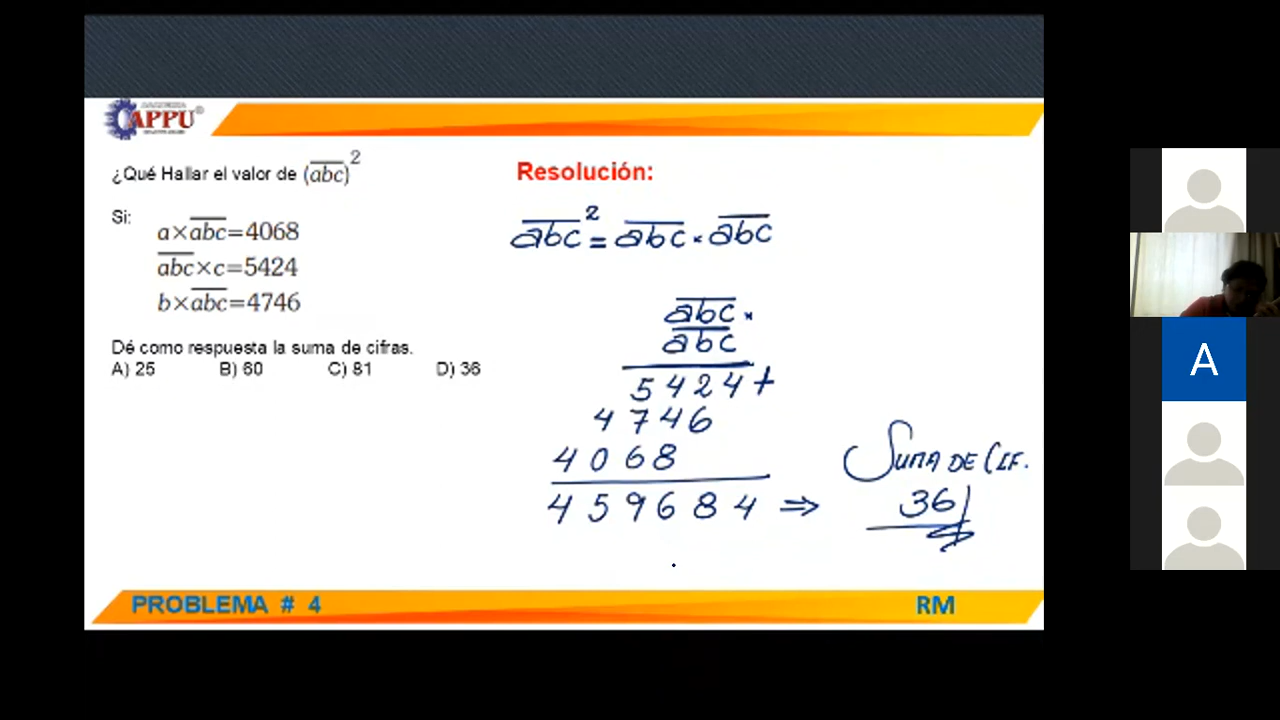 CAPPU®
¿Qué Hallar el valor de (abc)²
Si:
a×abc=4068
abc×c=5424
b×abc=4746
Dé como respuesta la suma de cifras.
A) 25 B) 60 C) 81 D) 36
Resolución:
abc² = abc × abc
abc ×
abc
5424 +
4746
4068
459684 ⇒
SUMA DE CIF.
36
PROBLEMA # 4
RM
A